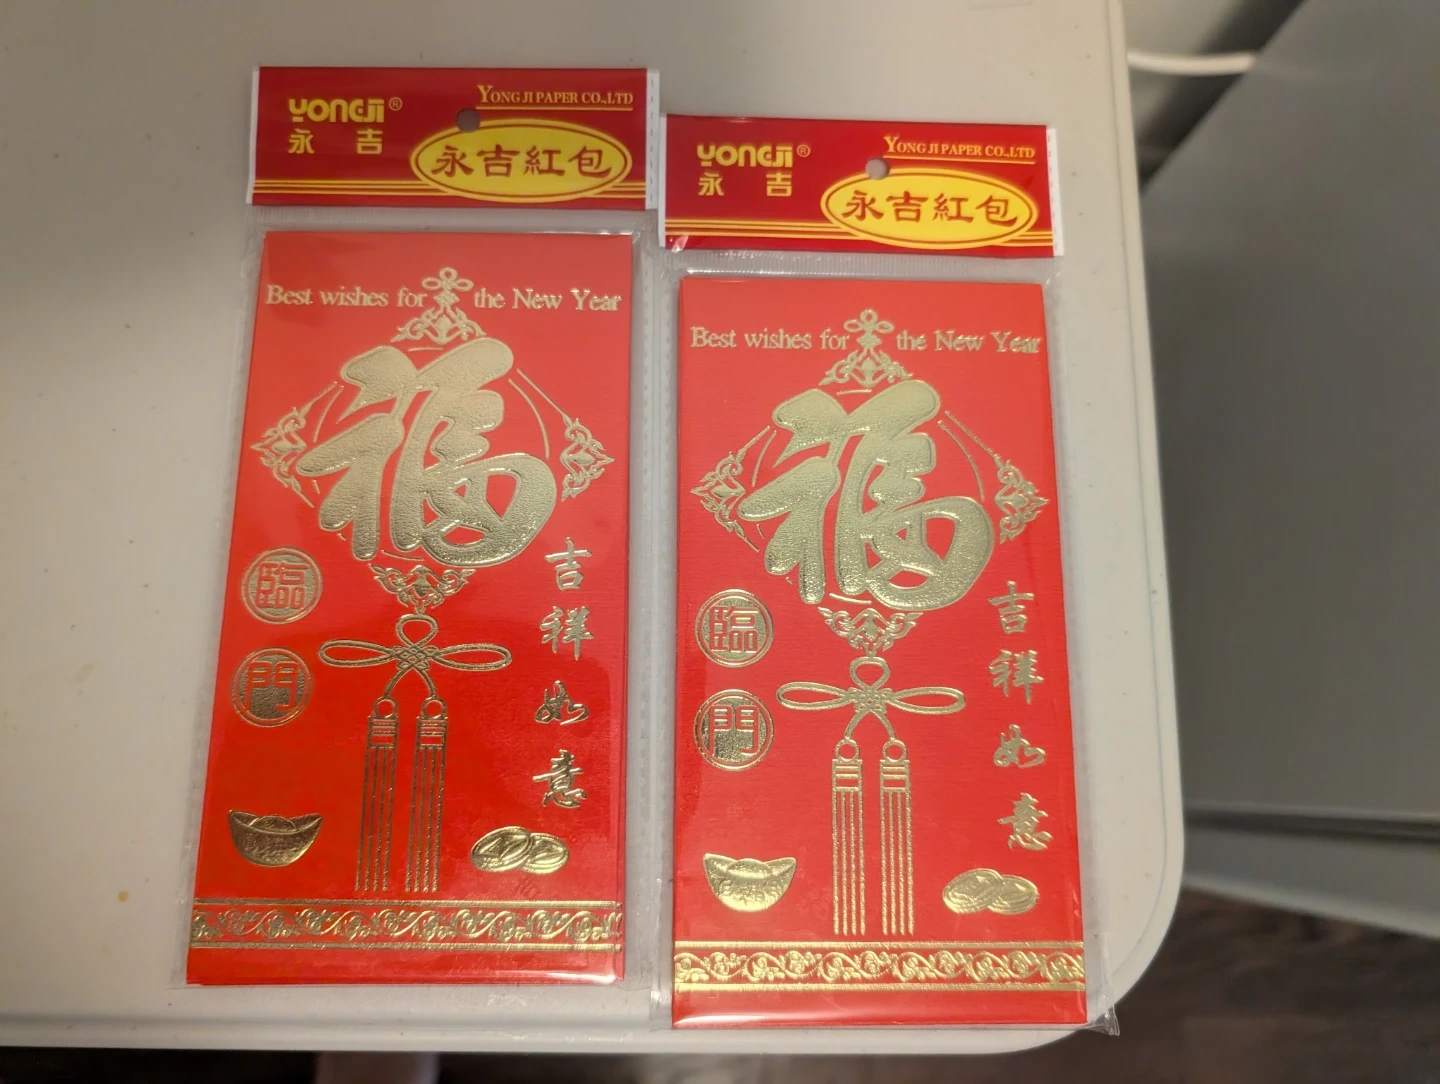 YONGJI®
永吉
YONG JI PAPER CO.,LTD
永吉紅包
Best wishes for the New Year
福
吉祥如意
臨
門
YONGJI®
永吉
YONG JI PAPER CO.,LTD
永吉紅包
Best wishes for the New Year
福
吉祥如意
臨
門